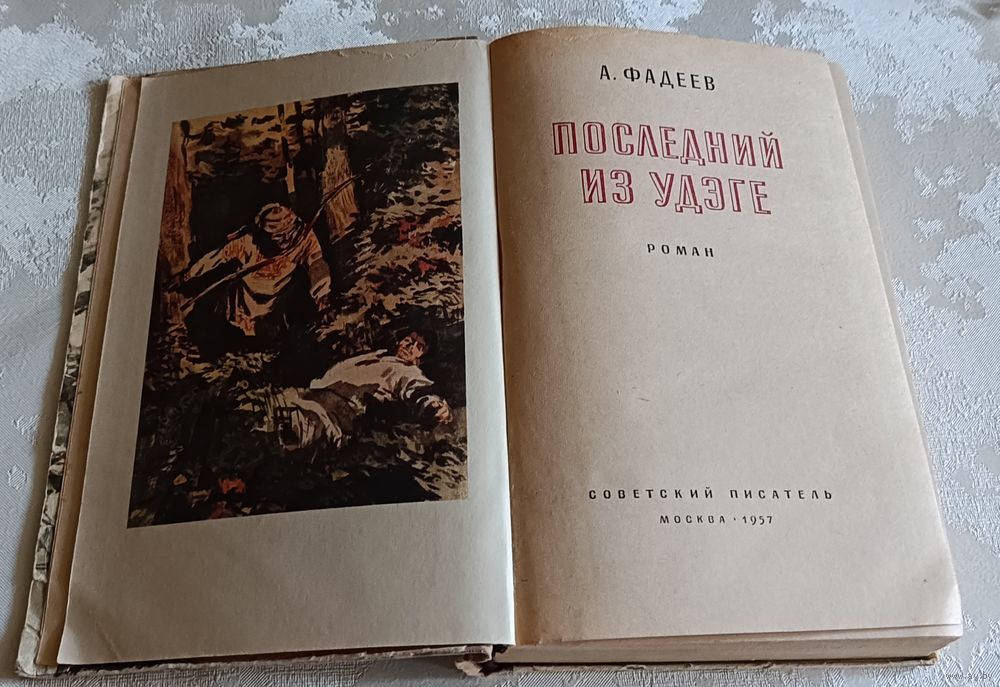 А. ФАДЕЕВ
ПОСЛЕДНИЙ
ИЗ УДЭГЕ
РОМАН
СОВЕТСКИЙ ПИСАТЕЛЬ
МОСКВА · 1957